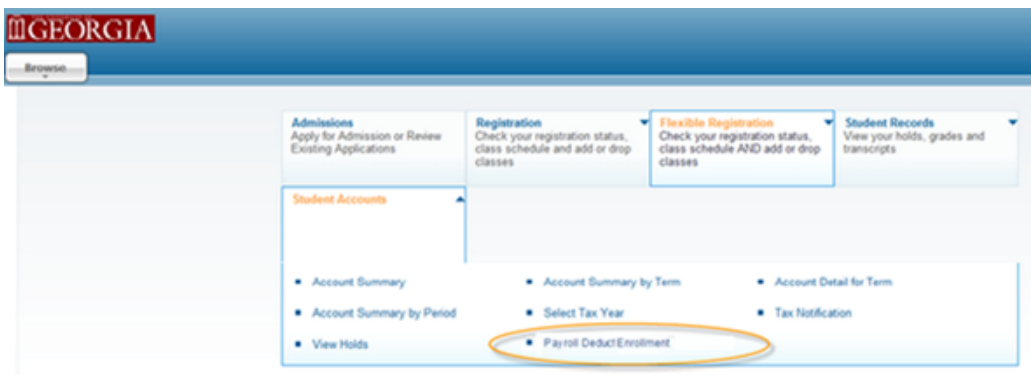 GEORGIA
Browse
Admissions
Apply for Admission or Review
Existing Applications
Registration
Check your registration status,
class schedule and add or drop
classes
Flexible Registration
Check your registration status,
class schedule AND add or drop
classes
Student Records
View your holds, grades and
transcripts
Student Accounts
Account Summary
Account Summary by Term
Account Detail for Term
Account Summary by Period
Select Tax Year
Tax Notification
View Holds
Payroll Deduct Enrollment